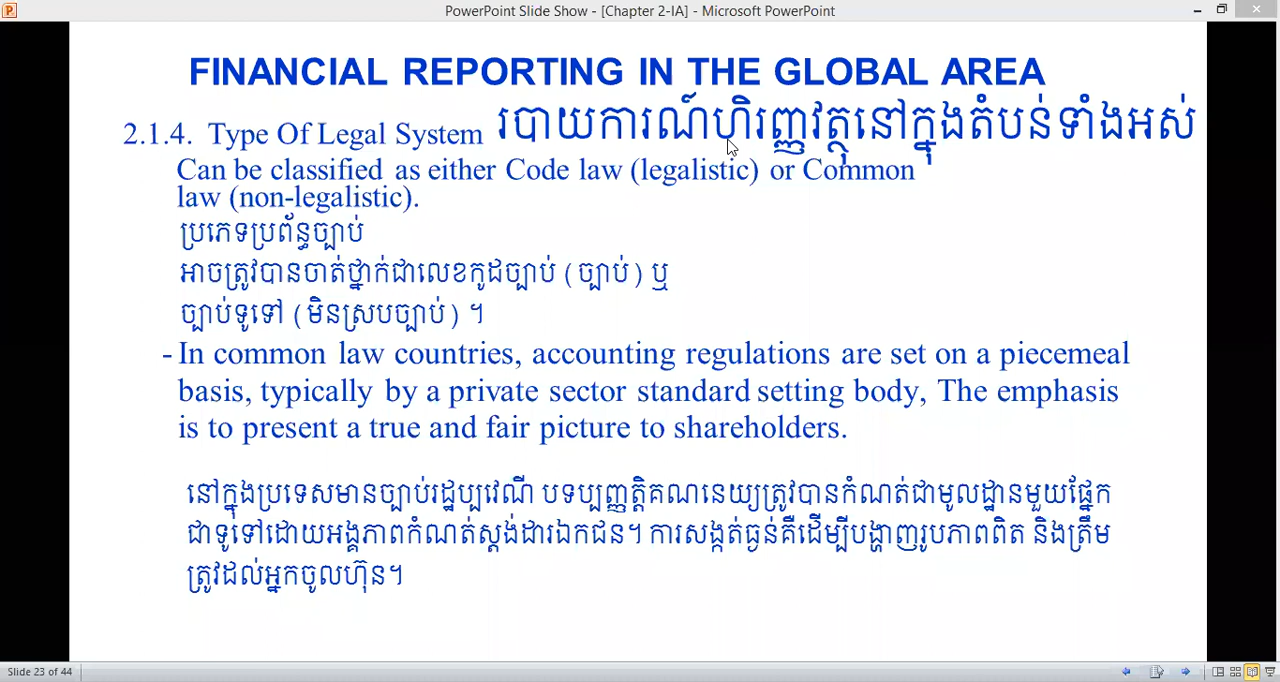 PowerPoint Slide Show - [Chapter 2-IA] - Microsoft PowerPoint
FINANCIAL REPORTING IN THE GLOBAL AREA
2.1.4. Type Of Legal System របាយការណ៍ហិរញ្ញវត្ថុនៅក្នុងតំបន់ទាំងអស់
Can be classified as either Code law (legalistic) or Common
law (non-legalistic).
ប្រភេទប្រព័ន្ធច្បាប់
អាចត្រូវបានចាត់ថ្នាក់ជាលេខកូដច្បាប់ (ច្បាប់) ឬ
ច្បាប់ទូទៅ (មិនស្របច្បាប់) ។
- In common law countries, accounting regulations are set on a piecemeal
basis, typically by a private sector standard setting body, The emphasis
is to present a true and fair picture to shareholders.
នៅក្នុងប្រទេសមានច្បាប់រដ្ឋប្បវេណី បទប្បញ្ញត្តិគណនេយ្យត្រូវបានកំណត់ជាមូលដ្ឋានមួយផ្នែក
ជាទូទៅដោយអង្គភាពកំណត់ស្តង់ដារឯកជន។ ការសង្កត់ធ្ងន់គឺដើម្បីបង្ហាញរូបភាពពិត និងត្រឹម
ត្រូវដល់អ្នកចូលហ៊ុន។
Slide 23 of 44